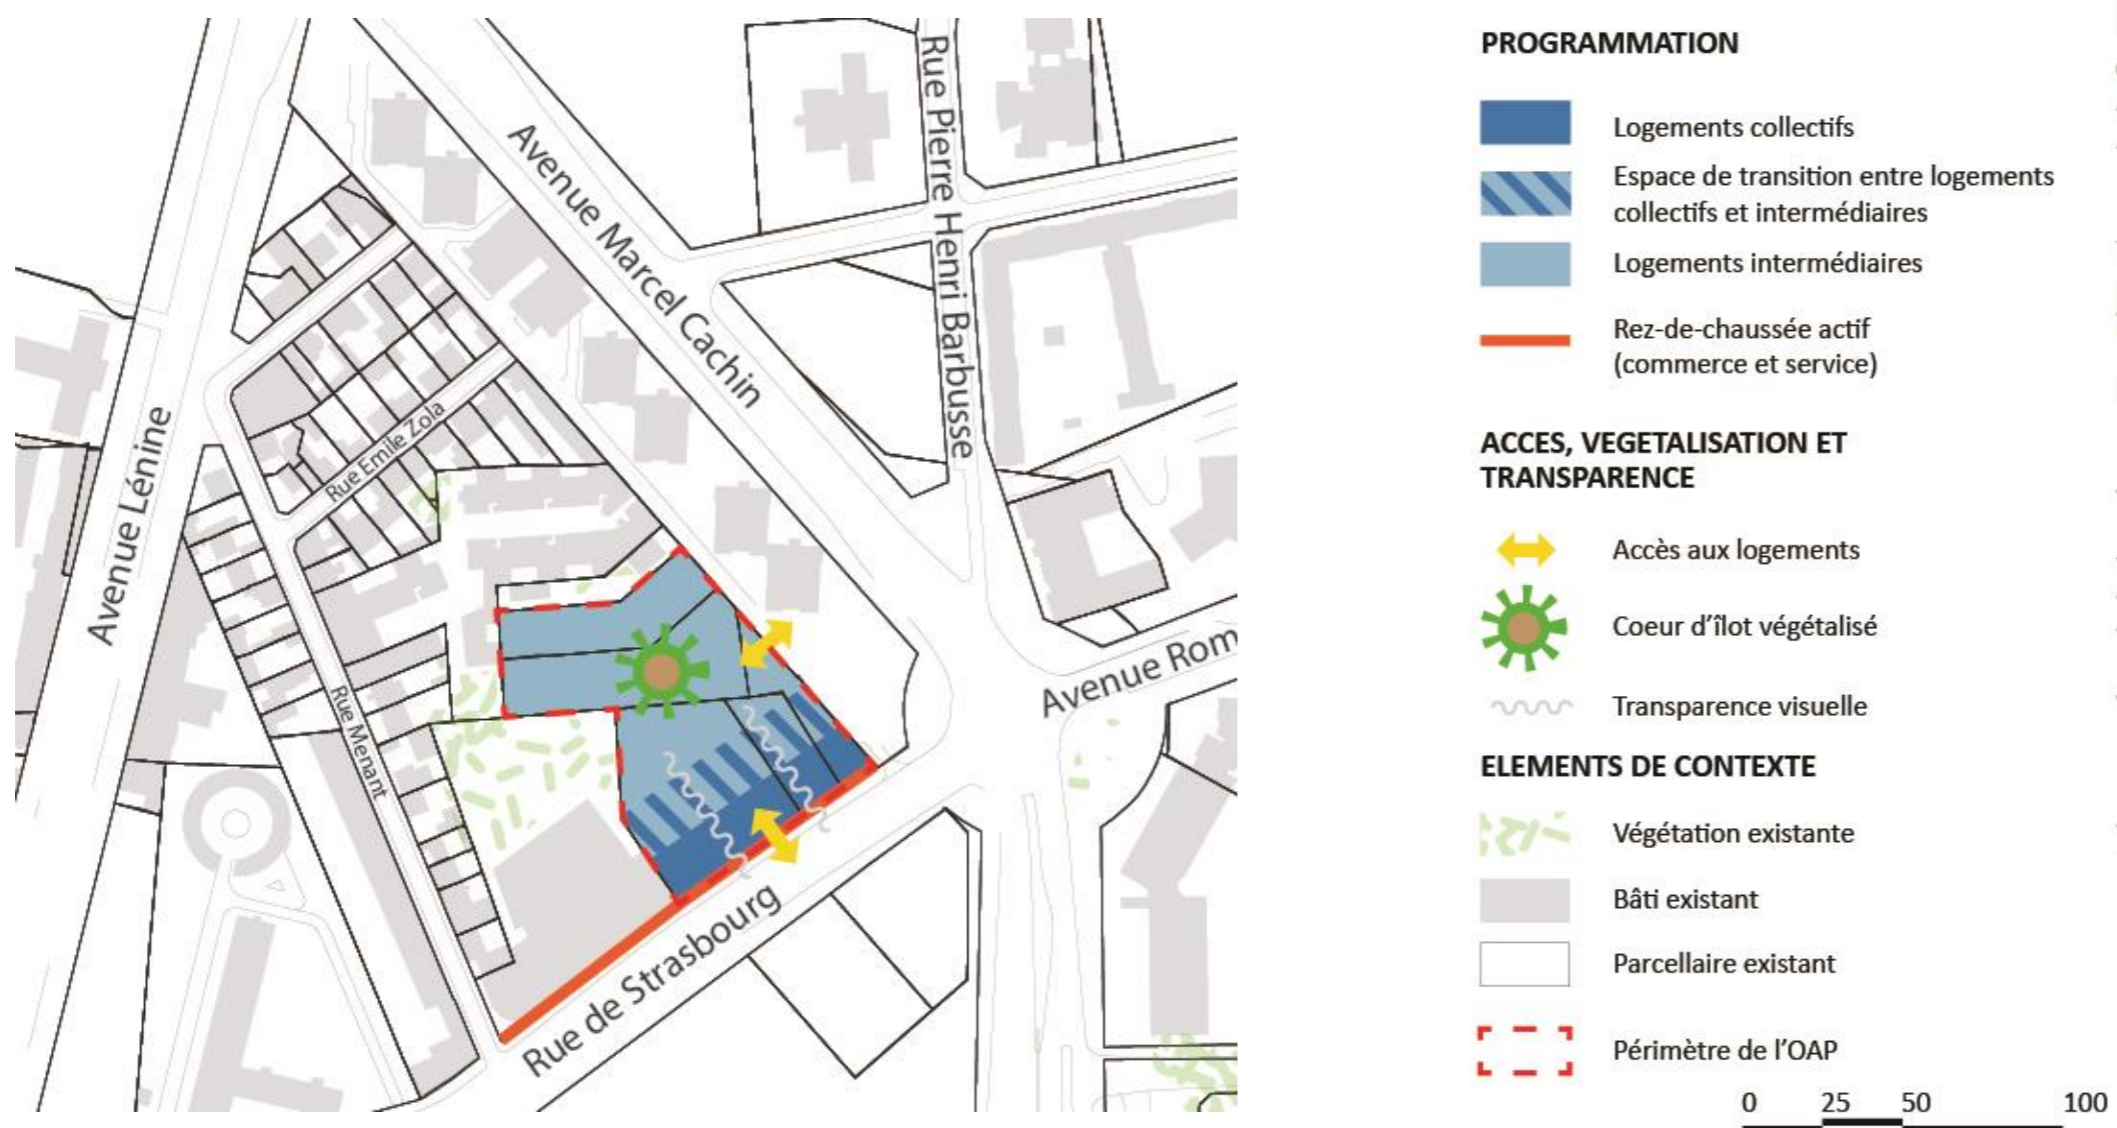 Avenue Lénine
Avenue Marcel Cachin
Rue Pierre Henri Barbusse
Rue Emile Zola
Rue Menant
Avenue Rom
Rue de Strasbourg
PROGRAMMATION
Logements collectifs
Espace de transition entre logements
collectifs et intermédiaires
Logements intermédiaires
Rez-de-chaussée actif
(commerce et service)
ACCES, VEGETALISATION ET
TRANSPARENCE
Accès aux logements
Coeur d'îlot végétalisé
Transparence visuelle
ELEMENTS DE CONTEXTE
Végétation existante
Bâti existant
Parcellaire existant
Périmètre de l'OAP
0 25 50 100